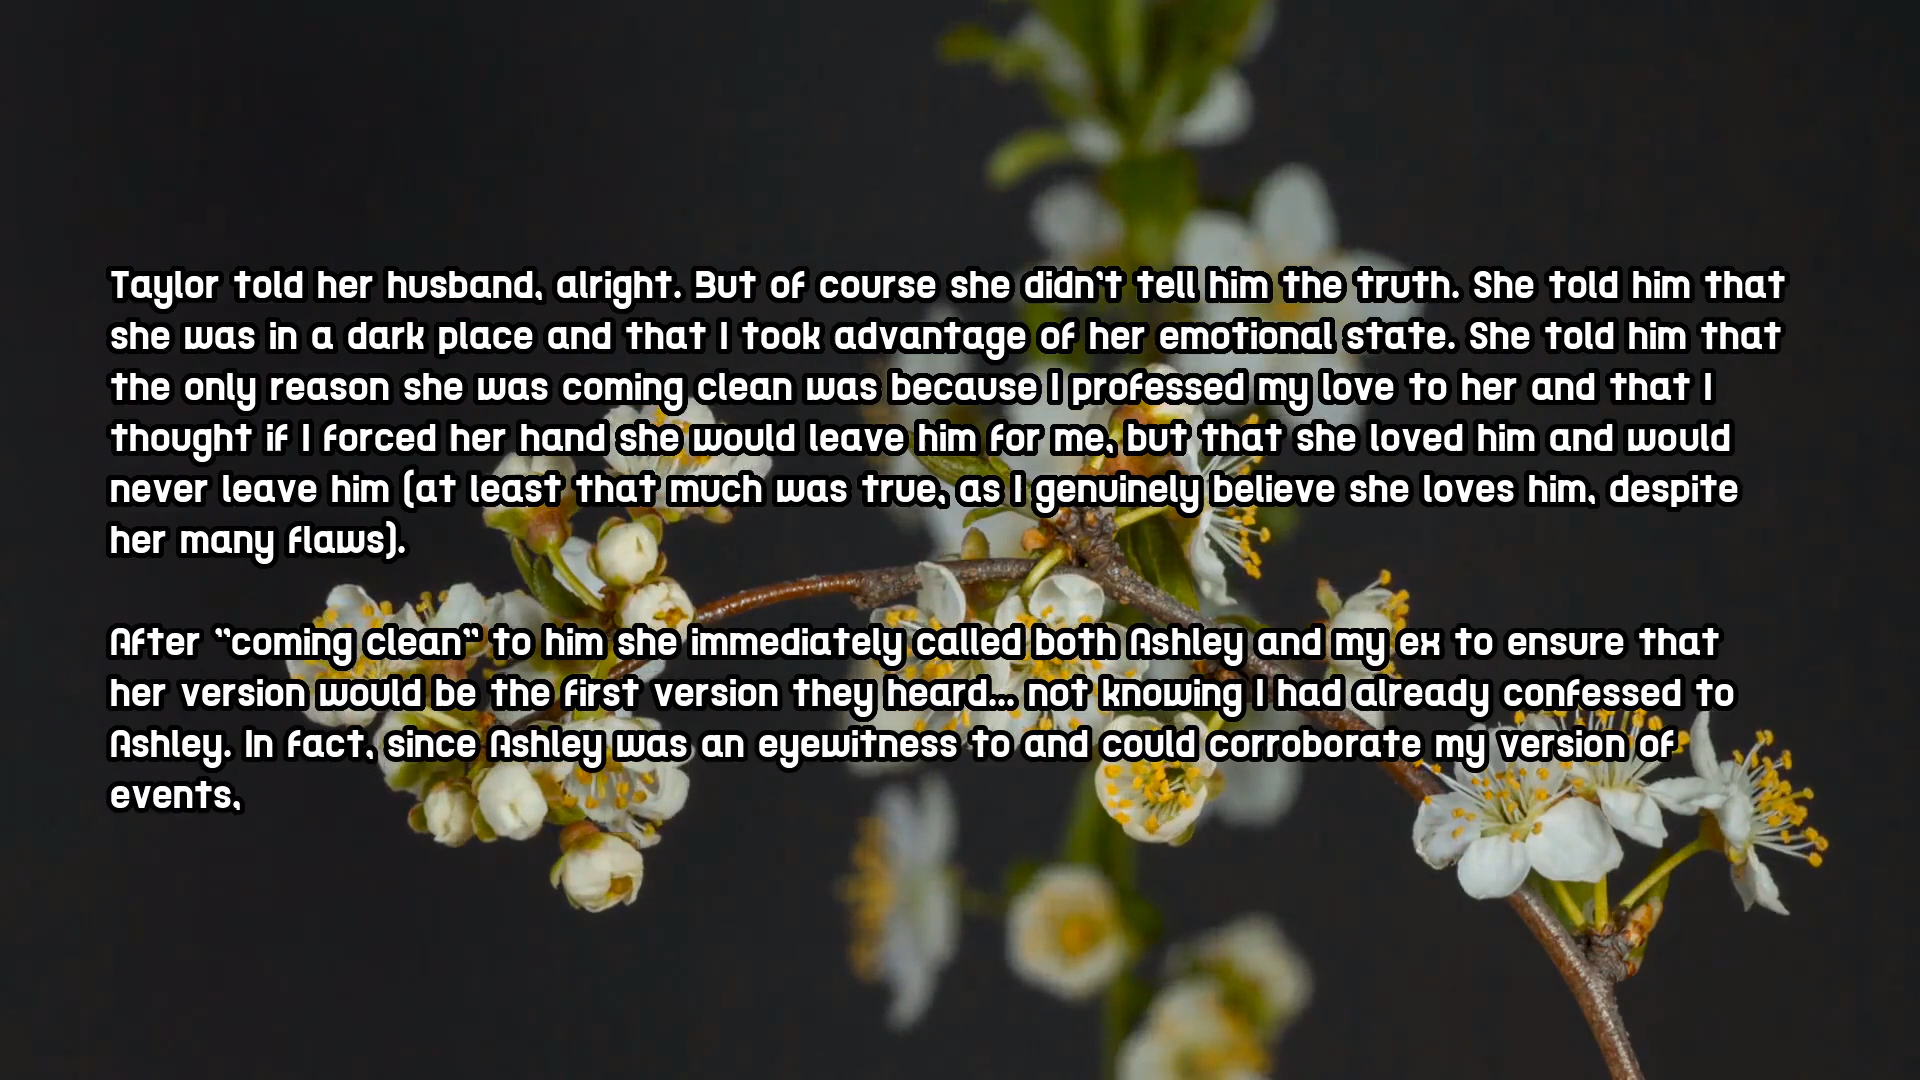 Taylor told her husband, alright. But of course she didn't tell him the truth. She told him that
she was in a dark place and that I took advantage of her emotional state. She told him that
the only reason she was coming clean was because I professed my love to her and that I
thought if I forced her hand she would leave him for me, but that she loved him and would
never leave him (at least that much was true, as I genuinely believe she loves him, despite
her many flaws).
After "coming clean" to him she immediately called both Ashley and my ex to ensure that
her version would be the first version they heard... not knowing I had already confessed to
Ashley. In fact, since Ashley was an eyewitness to and could corroborate my version of
events,